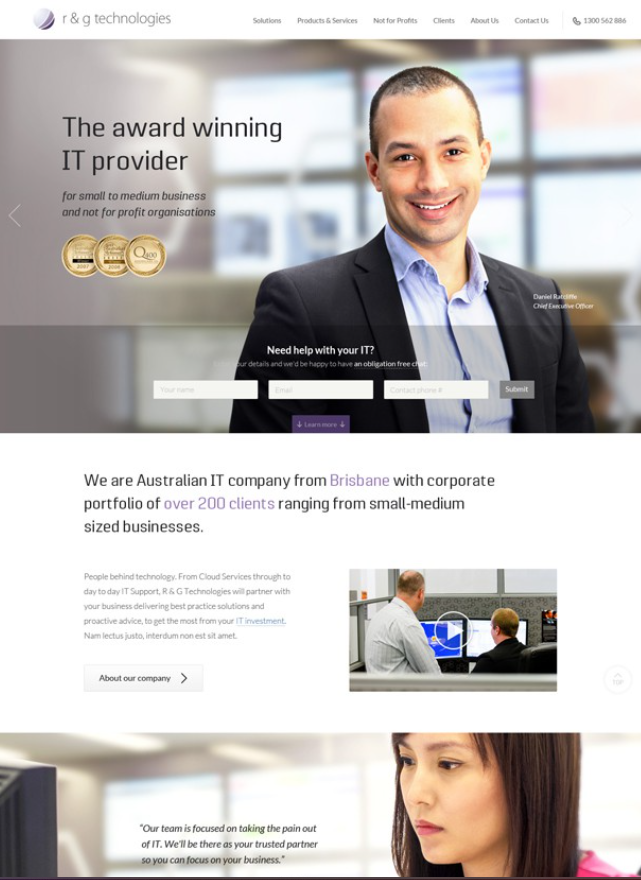 r & g technologies
Solutions
Products & Services
Not for Profits
Clients
About Us
Contact Us
1300 562 886
The award winning
IT provider
for small to medium business
and not for profit organisations
2007
2008
Q400
Daniel Ratcliffe
Chief Executive Officer
Need help with your IT?
your details and we'd be happy to have an obligation free chat
Your name
Email
Contact phone #
Submit
Learn more
We are Australian IT company from Brisbane with corporate
portfolio of over 200 clients ranging from small-medium
sized businesses.
People behind technology. From Cloud Services through to
day to day IT Support, R & G Technologies will partner with
your business delivering best practice solutions and
proactive advice, to get the most from your IT investment.
Nam lectus justo, interdum non est sit amet.
About our company
TOP
"Our team is focused on taking the pain out
of IT. We'll be there as your trusted partner
so you can focus on your business."